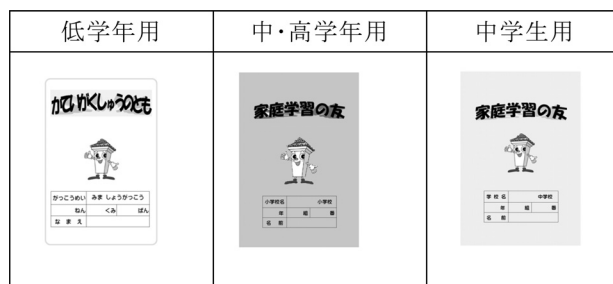 低学年用
中・高学年用
中学生用
かていがくしゅうのとも
家庭学習の友
家庭学習の友
がっこうめい みま しょうがっこう
ねん くみ ばん
なまえ
小学校名 小学校
年 組 番
名前
学校名 中学校
年 組 番
名前